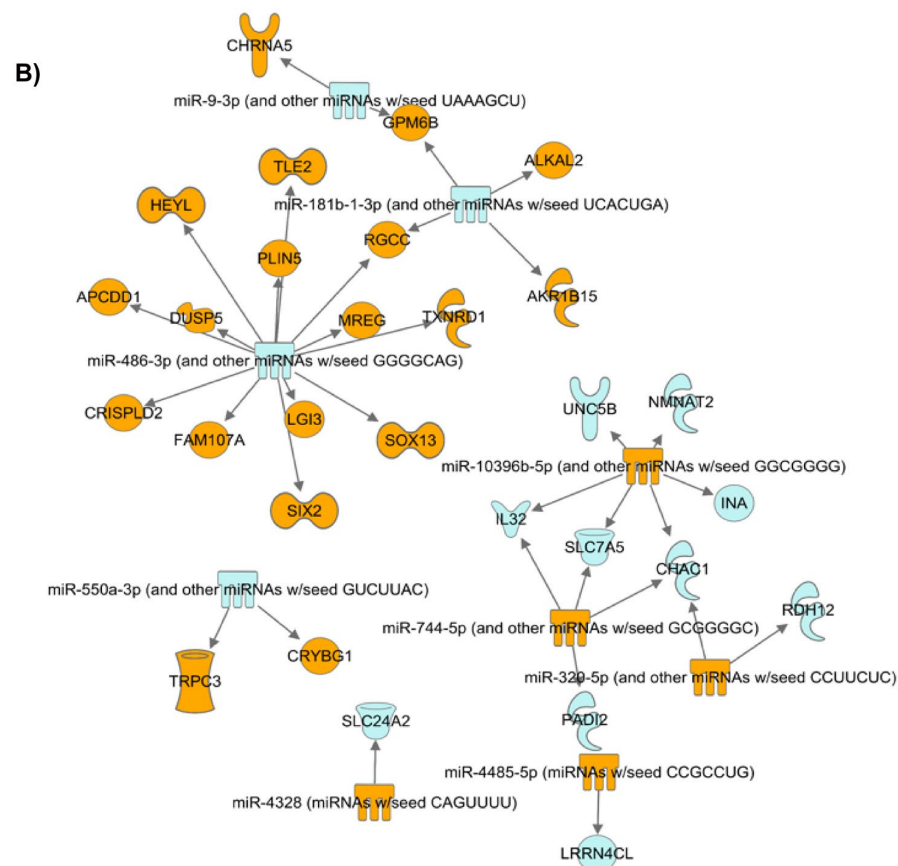 CHRNA5
B)
miR-9-3p (and other miRNAs w/seed UAAAGCU)
GPM6B
TLE2
ALKAL2
HEYL
miR-181b-1-3p (and other miRNAs w/seed UCACUGA)
RGCC
PLIN5
APCDD1
AKR1B15
DUSP5
MREG
TXNRD1
miR-486-3p (and other miRNAs w/seed GGGGCAG)
CRISPLD2
LGI3
FAM107A
SOX13
UNC5B
NMNAT2
miR-10396b-5p (and other miRNAs w/seed GGCGGGG)
SIX2
IL32
INA
SLC7A5
CHAC1
miR-550a-3p (and other miRNAs w/seed GUCUUAC)
RDH12
miR-744-5p (and other miRNAs w/seed GCGGGGC)
CRYBG1
TRPC3
miR-320-5p (and other miRNAs w/seed CCUUCUC)
SLC24A2
PADI2
miR-4485-5p (miRNAs w/seed CCGCCUG)
miR-4328 (miRNAs w/seed CAGUUUU)
LRRN4CL